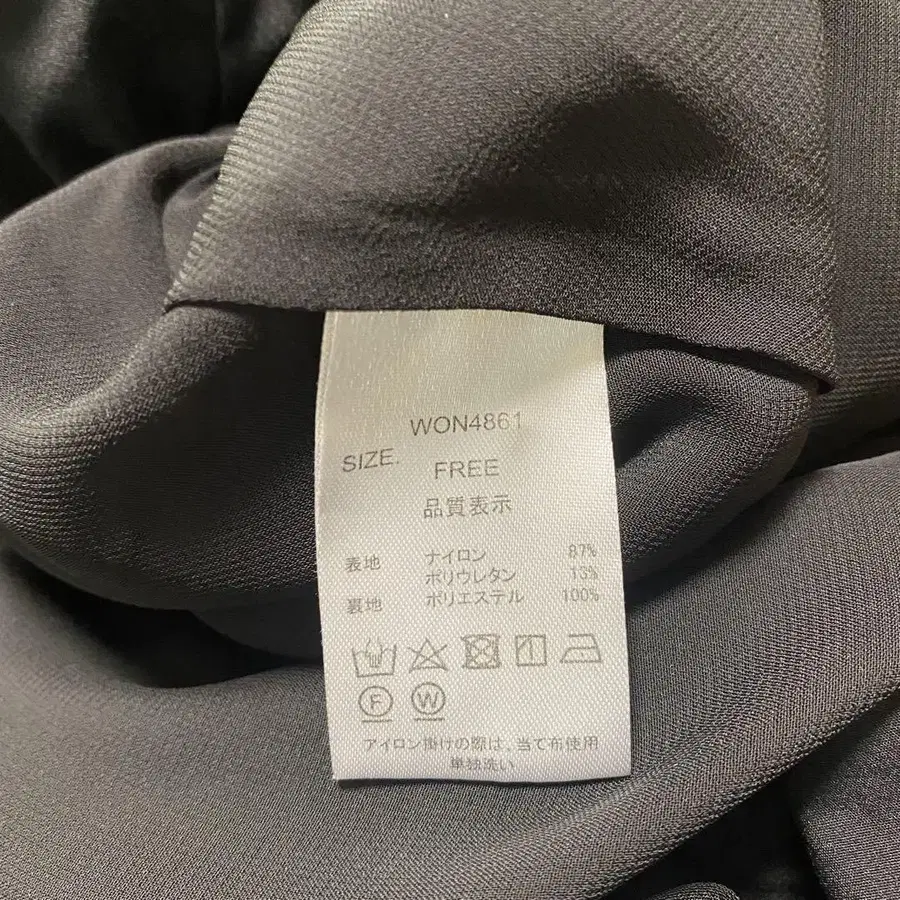 WON4861
SIZE. FREE
品質表示
表地 ナイロン 87%
ポリウレタン 13%
裏地 ポリエステル 100%
F W
アイロン掛けの際は、当て布使用
単独洗い